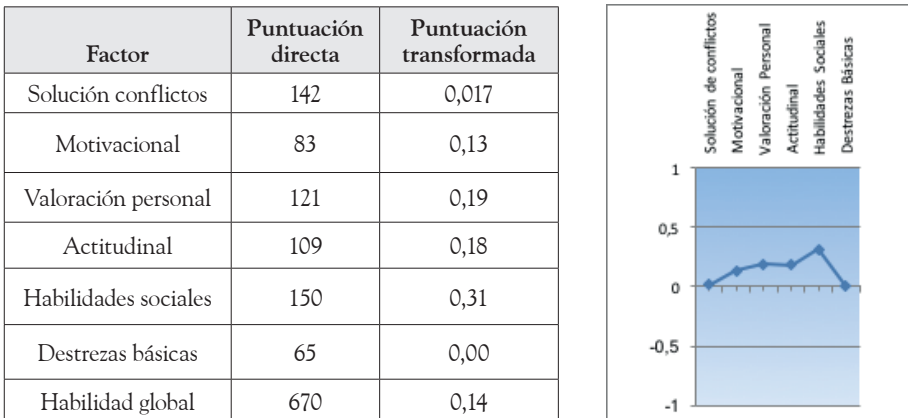 Factor Puntuación directa Puntuación transformada
Solución conflictos 142 0,017
Motivacional 83 0,13
Valoración personal 121 0,19
Actitudinal 109 0,18
Habilidades sociales 150 0,31
Destrezas básicas 65 0,00
Habilidad global 670 0,14
Solución de conflictos
Motivacional
Valoración Personal
Actitudinal
Habilidades Sociales
Destrezas Básicas
1
0,5
0
-0,5
-1